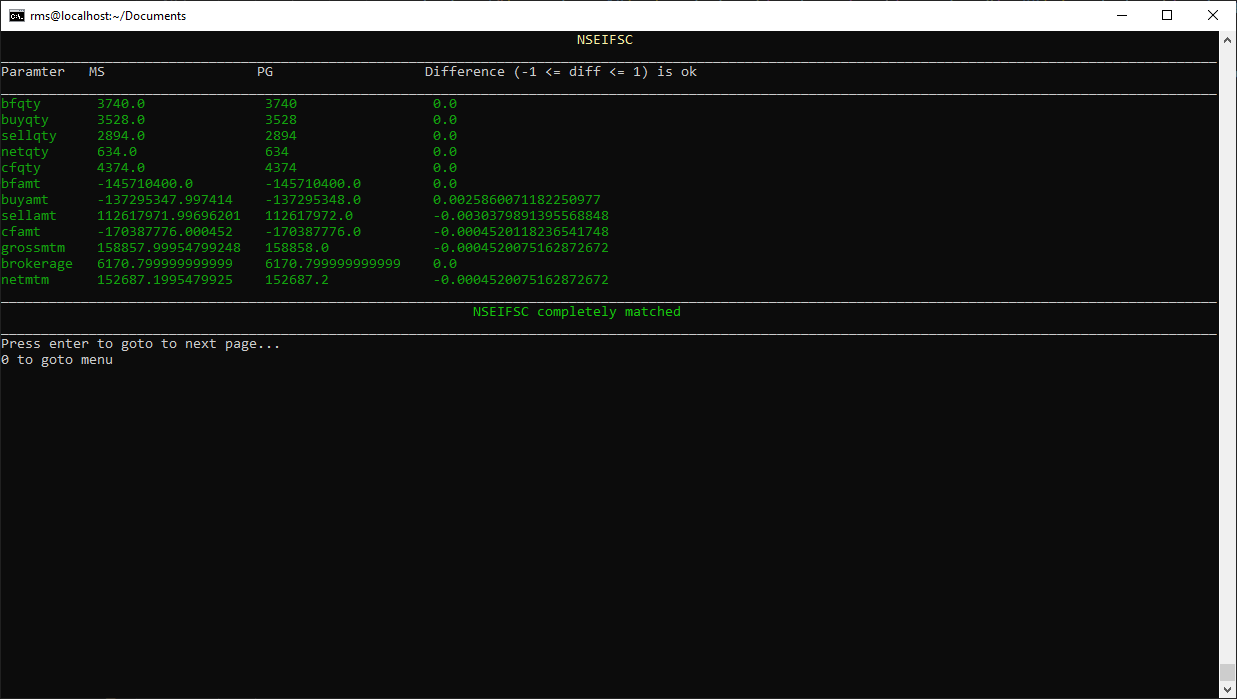 rms@localhost:~/Documents
NSEIFSC
Paramter MS PG Difference (-1 <= diff <= 1) is ok
bfqty 3740.0 3740 0.0
buyqty 3528.0 3528 0.0
sellqty 2894.0 2894 0.0
netqty 634.0 634 0.0
cfqty 4374.0 4374 0.0
bfamt -145710400.0 -145710400.0 0.0
buyamt -137295347.997414 -137295348.0 0.0025860071182250977
sellamt 112617971.99696201 112617972.0 -0.0030379891395568848
cfamt -170387776.000452 -170387776.0 -0.0004520118236541748
grossmtm 158857.99954799248 158858.0 -0.0004520075162872672
brokerage 6170.799999999999 6170.799999999999 0.0
netmtm 152687.1995479925 152687.2 -0.0004520075162872672
NSEIFSC completely matched
Press enter to goto to next page...
0 to goto menu